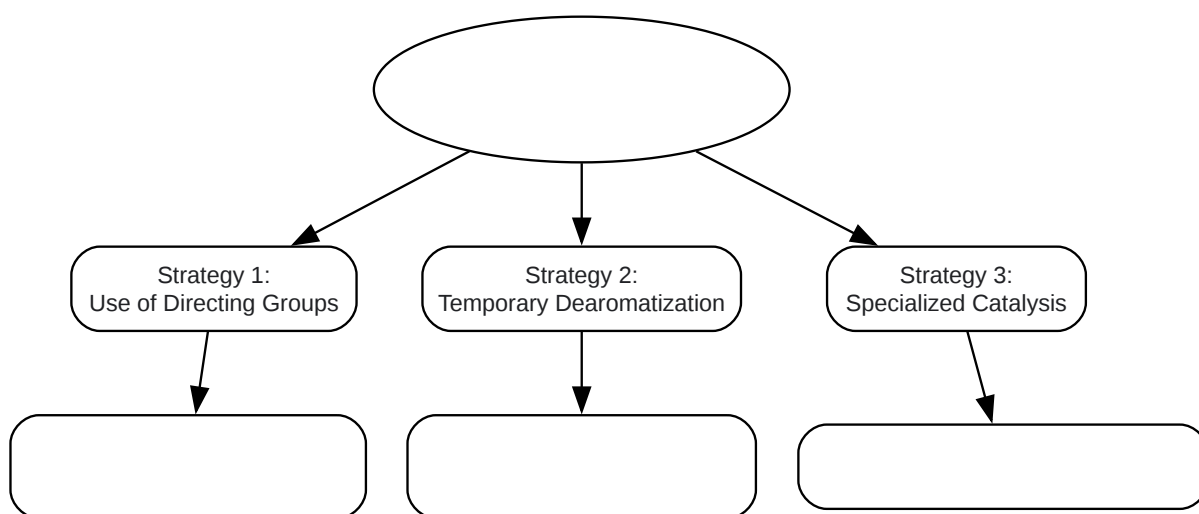 Strategy 1:
Use of Directing Groups
Strategy 2:
Temporary Dearomatization
Strategy 3:
Specialized Catalysis